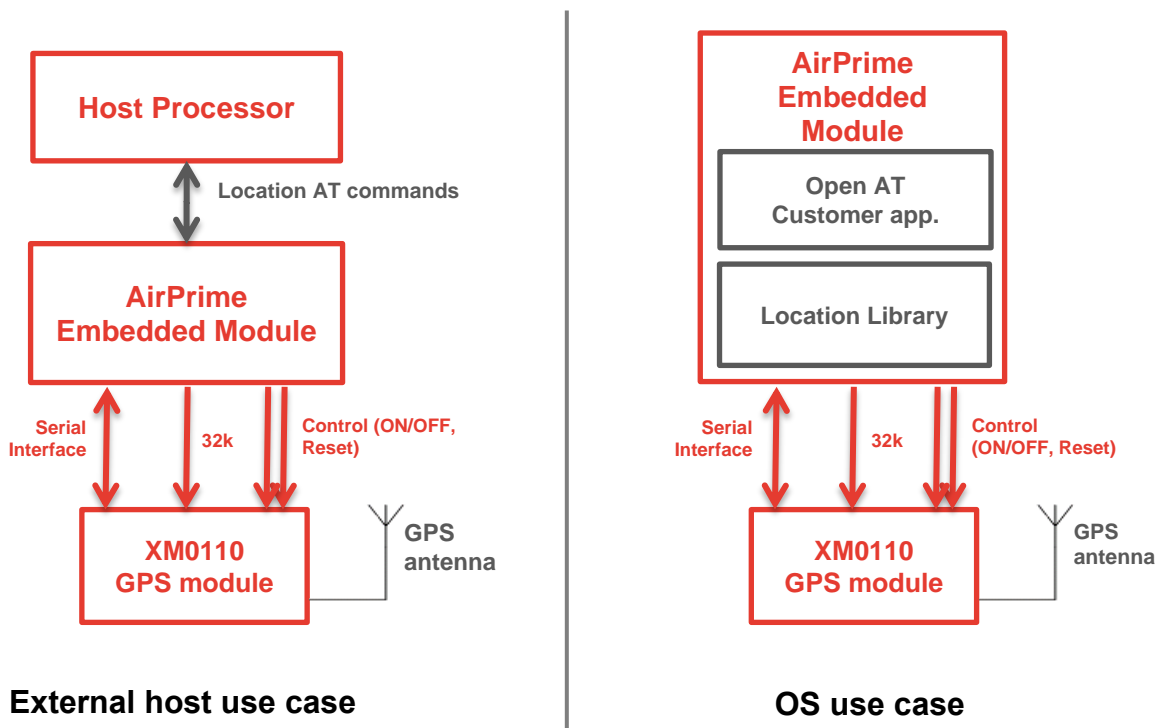 Host Processor
Location AT commands
AirPrime
Embedded Module
Serial
Interface
32k
Control (ON/OFF,
Reset)
XM0110
GPS module
GPS
antenna
External host use case
AirPrime
Embedded
Module
Open AT
Customer app.
Location Library
Serial
Interface
32k
Control
(ON/OFF, Reset)
XM0110
GPS module
GPS
antenna
OS use case